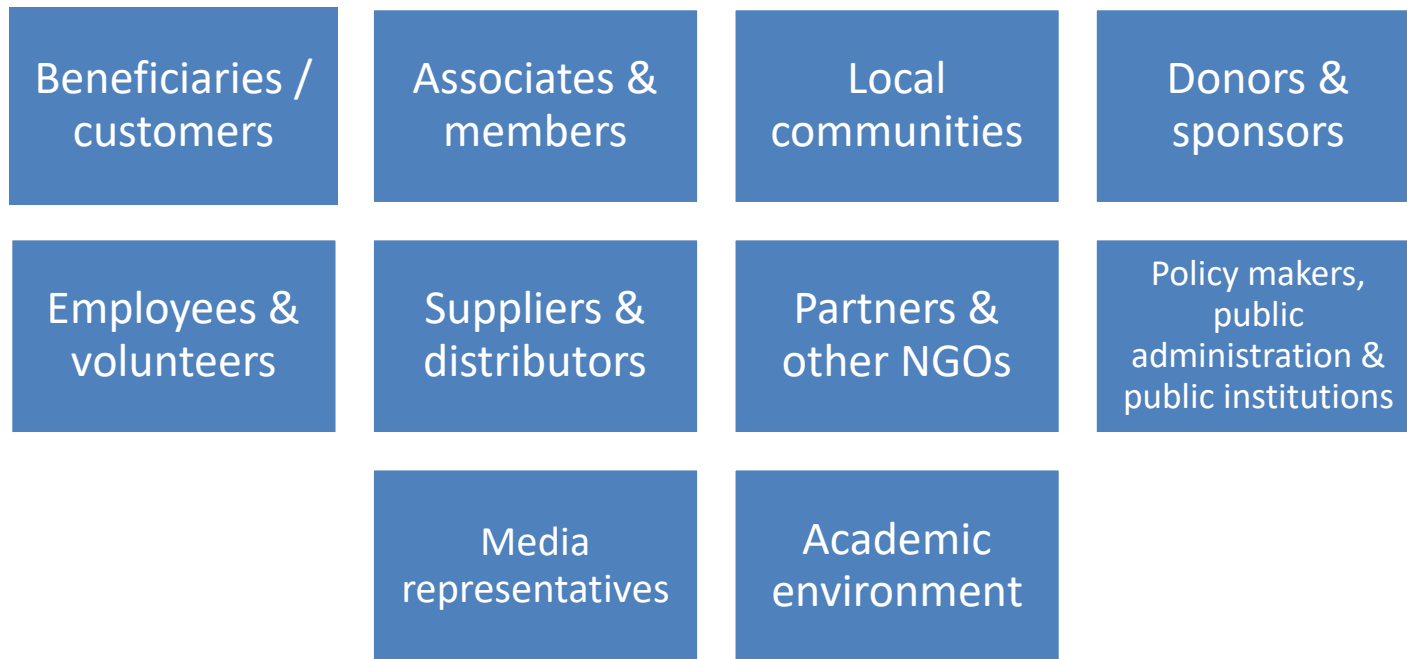 Beneficiaries /
customers
Associates &
members
Local
communities
Donors &
sponsors
Employees &
volunteers
Suppliers &
distributors
Partners &
other NGOs
Policy makers,
public
administration &
public institutions
Media
representatives
Academic
environment